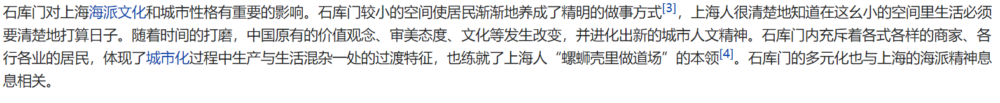 石库门对上海海派文化和城市性格有重要的影响。石库门较小的空间使居民渐渐地养成了精明的做事方式[3]，上海人很清楚地知道在这幺小的空间里生活必须
要清楚地打算日子。随着时间的打磨，中国原有的价值观念、审美态度、文化等发生改变，并进化出新的城市人文精神。石库门内充斥着各式各样的商家、各
行各业的居民，体现了城市化过程中生产与生活混杂一处的过渡特征，也练就了上海人“螺蛳壳里做道场”的本领[4]。石库门的多元化也与上海的海派精神息
息相关。